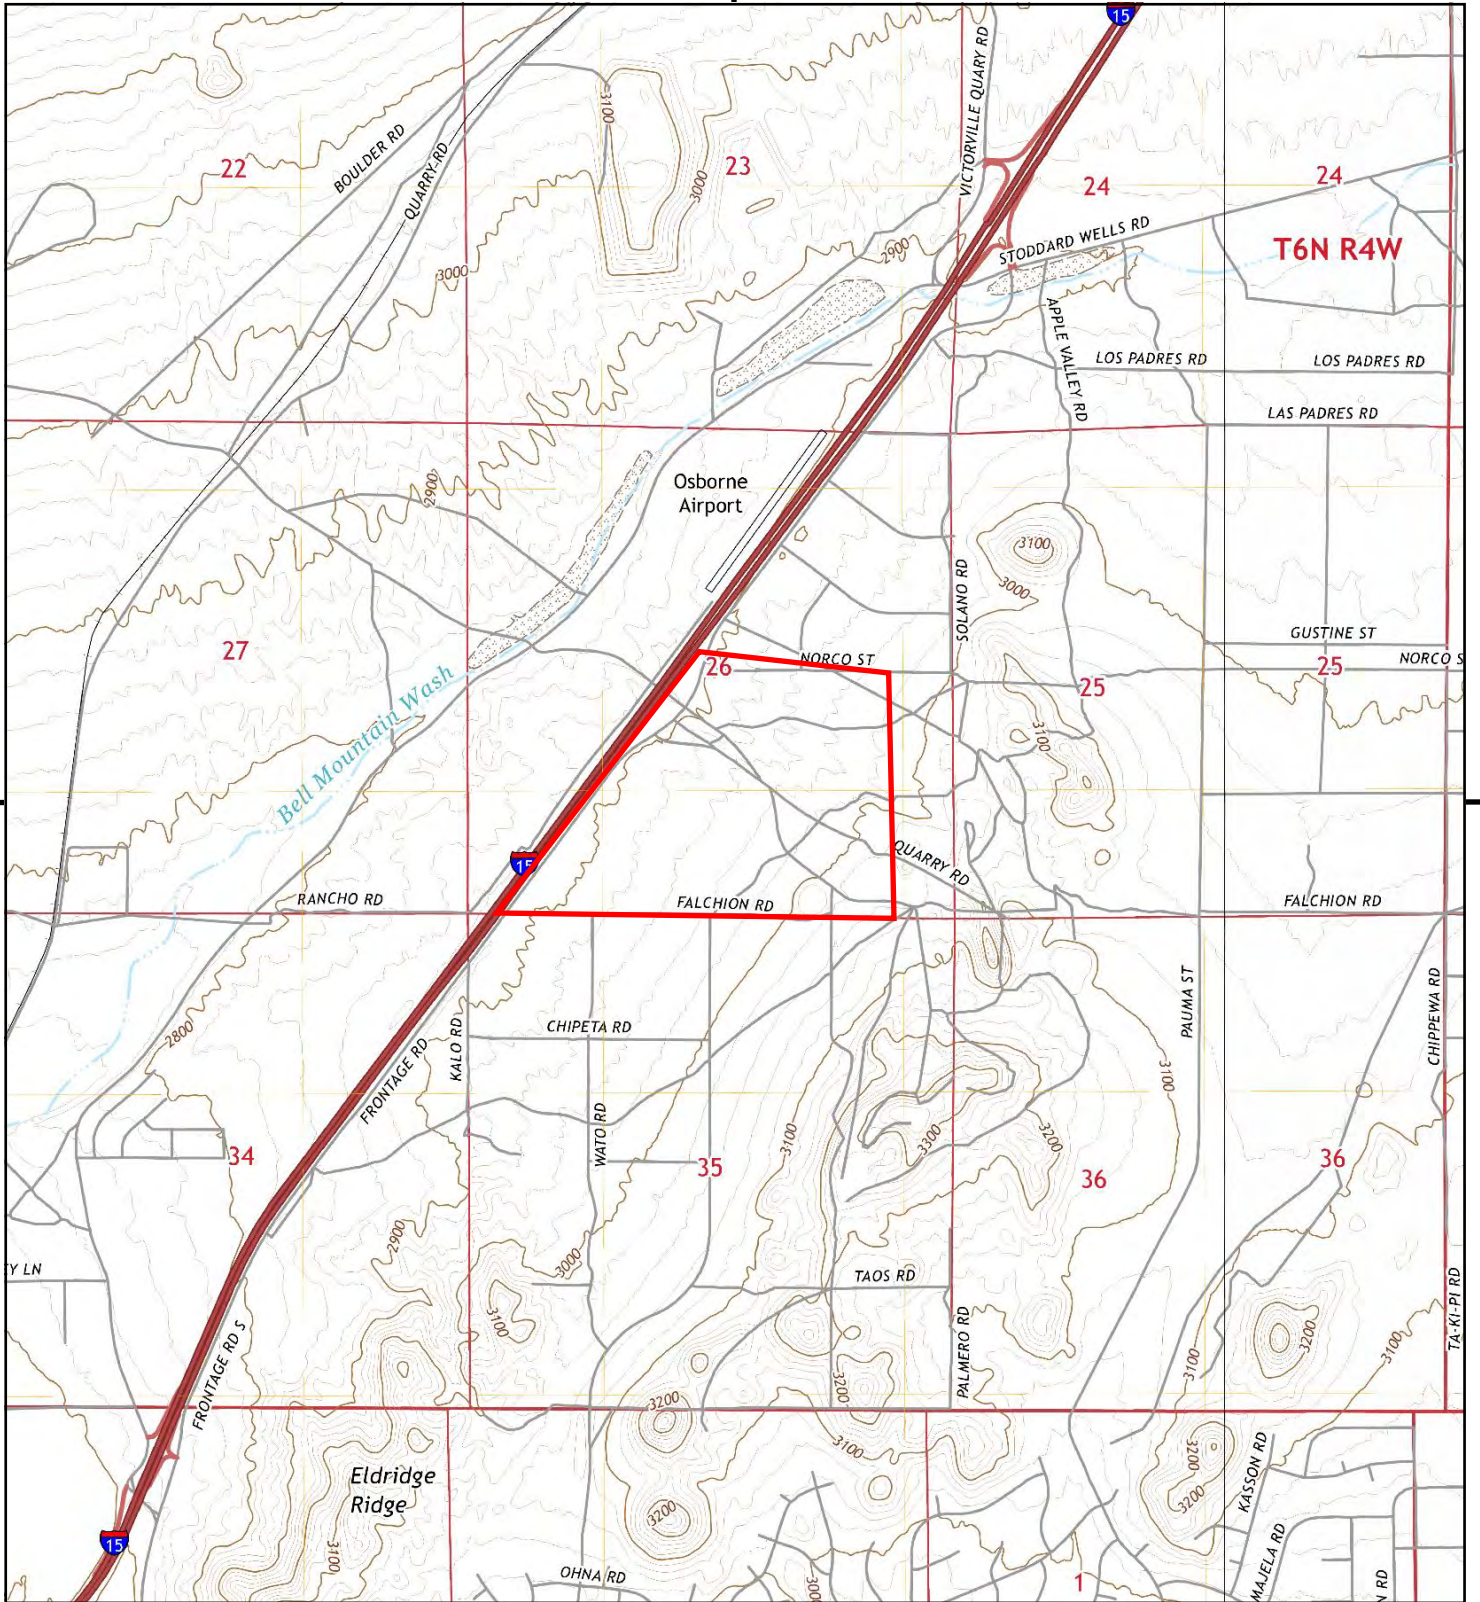 15
VICTORVILLE QUARY RD
3100
BOULDER RD
QUARRY RD
22
23
24
24
3000
STODDARD WELLS RD
2900
T6N R4W
3000
APPLE VALLEY RD
LOS PADRES RD
LOS PADRES RD
LAS PADRES RD
2900
Osborne
Airport
3100
3000
SOLANO RD
GUSTINE ST
27
26
NORCO ST
25
25
NORCO S
Bell Mountain Wash
3100
15
QUARRY RD
RANCHO RD
FALCHION RD
FALCHION RD
2800
KALO RD
CHIPETA RD
PAUMA ST
CHIPPEWA RD
FRONTAGE RD
3100
WATO RD
3100
3300
3200
34
35
36
36
2900
3000
Y LN
TAOS RD
3100
TA-KI-PI RD
FRONTAGE RD S
PALMERO RD
3200
3100
3100
3200
3200
3100
3200
KASSON RD
Eldridge
Ridge
3200
3200
15
3100
OHNA RD
3000
1
MAJELA RD
N RD